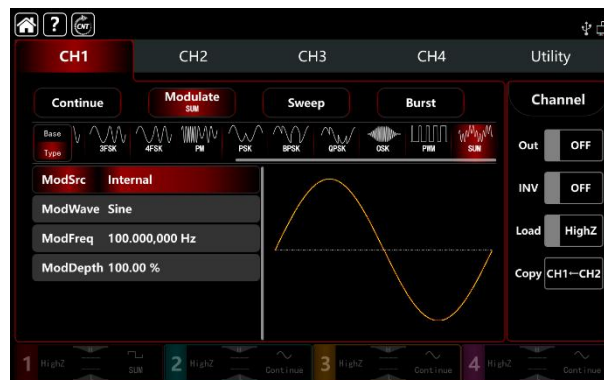 CNT
CH1 CH2 CH3 CH4 Utility
Continue Modulate Sweep Burst Channel
SUM
Base
Type
3FSK 4FSK PM PSK BPSK QPSK OSK PWM SUM
Out OFF
ModSrc Internal
INV OFF
ModWave Sine
Load HighZ
ModFreq 100.000,000 Hz
ModDepth 100.00 %
Copy CH1←CH2
1 HighZ SUM 2 HighZ Continue 3 HighZ Continue 4 HighZ Continue